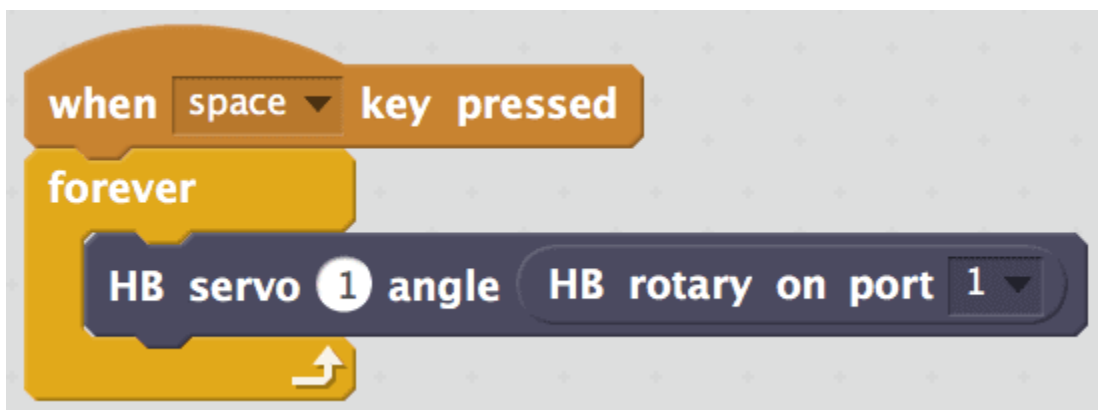 when space key pressed
forever
HB servo 1 angle HB rotary on port 1